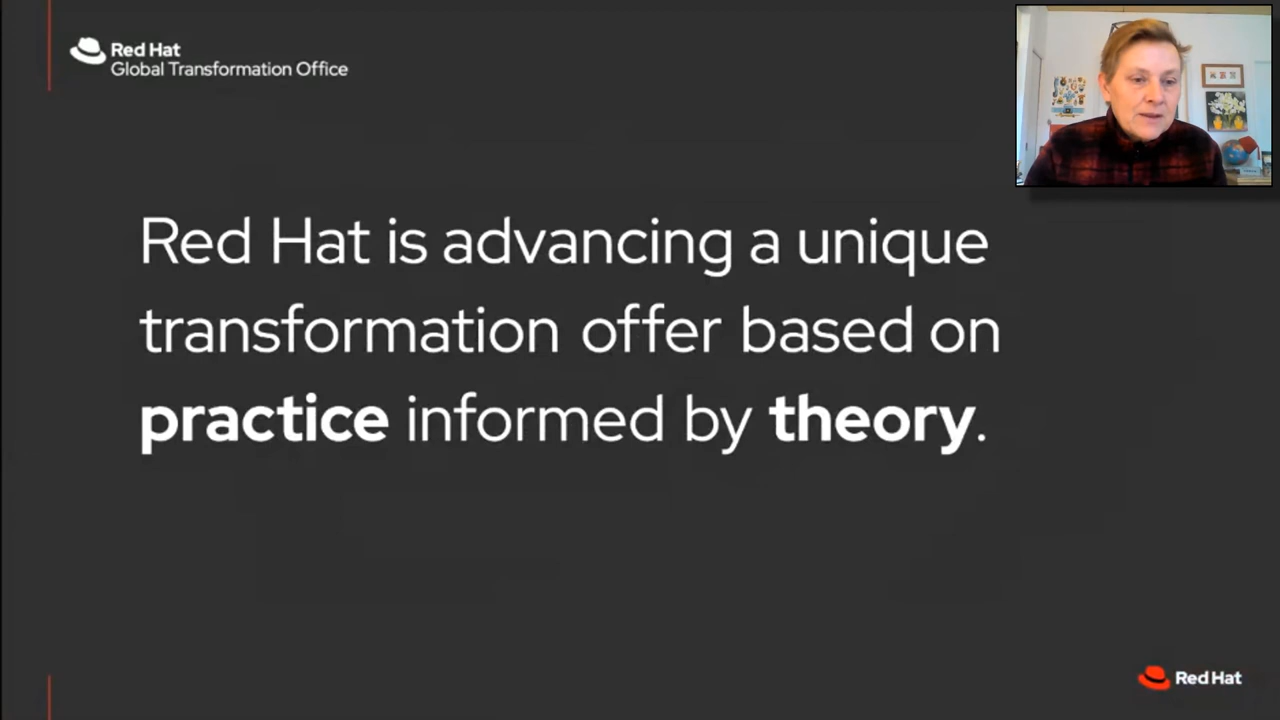 Red Hat
Global Transformation Office
Red Hat is advancing a unique
transformation offer based on
practice informed by theory.
Red Hat